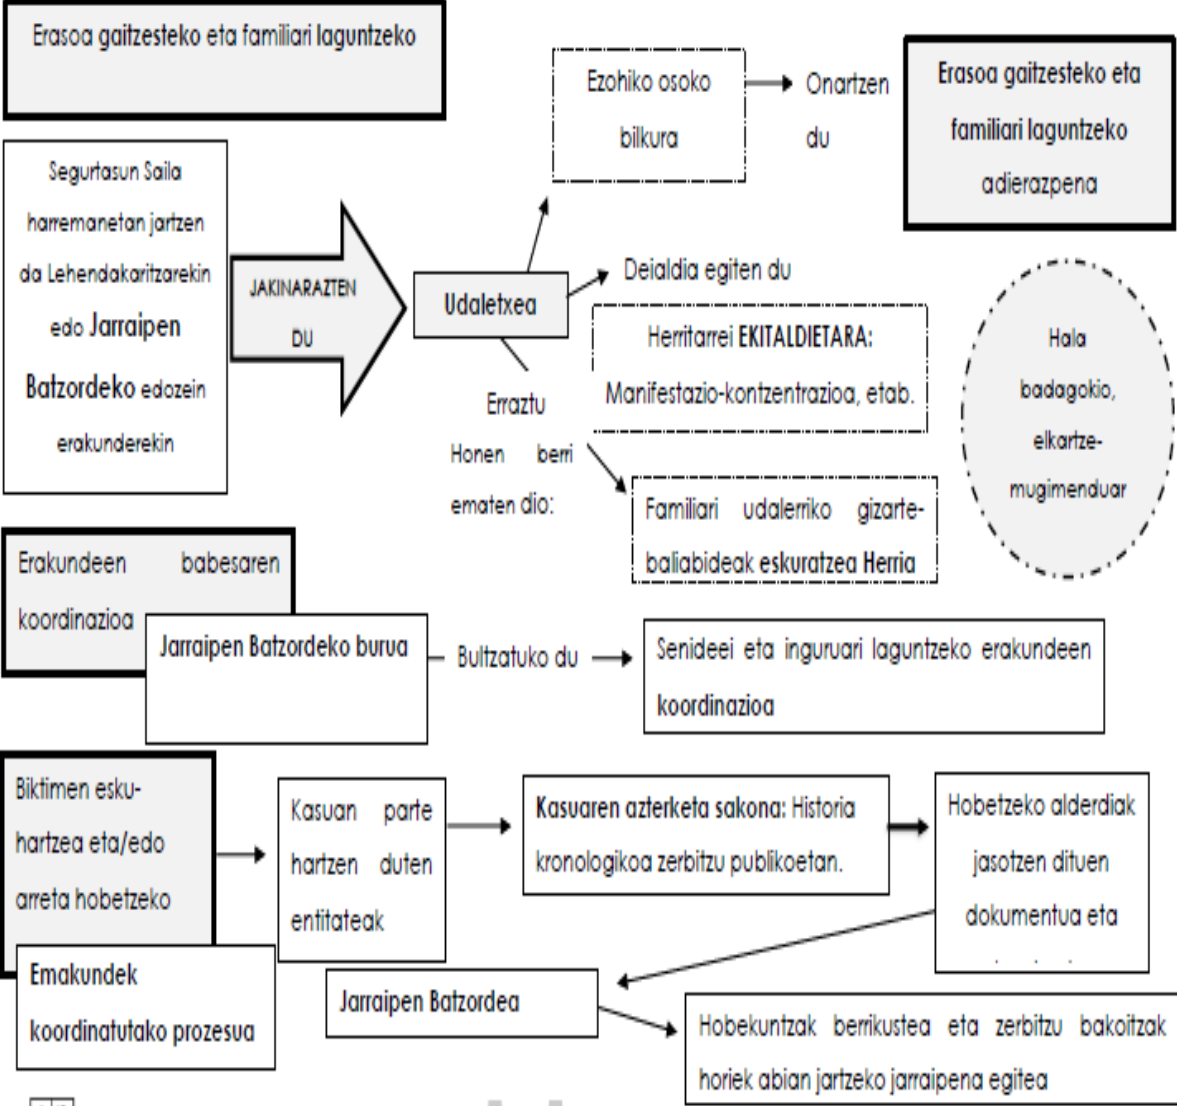 Erasoa gaitzesteko eta familiari laguntzeko
Segurtasun Saila
harremanetan jartzen
da Lehendakaritzarekin
edo Jarraipen
Batzordeko edozein
erakunderekin
JAKINARAZTEN
DU
Udaletxea
Ezohiko osoko
bilkura
Onartzen
du
Erasoa gaitzesteko eta
familiari laguntzeko
adierazpena
Deialdia egiten du
Herritarrei EKITALDIETARA:
Manifestazio-kontzentrazioa, etab.
Hala
badagokio,
elkartze-
mugimenduar
Erraztu
Honen berri
ematen dio:
Familiari udalerriko gizarte-
baliabideak eskuratzea Herria
Erakundeen babesaren
koordinazioa
Jarraipen Batzordeko burua
Bultzatuko du
Senideei eta inguruari laguntzeko erakundeen
koordinazioa
Biktimen esku-
hartzea eta/edo
arreta hobetzeko
Emakundek
koordinatutako prozesua
Kasuan parte
hartzen duten
entitateak
Kasuaren azterketa sakona: Historia
kronologikoa zerbitzu publikoetan.
Hobetzeko alderdiak
jasotzen dituen
dokumentua eta
Jarraipen Batzordea
Hobekuntzak berrikustea eta zerbitzu bakoitzak
horiek abian jartzeko jarraipena egitea